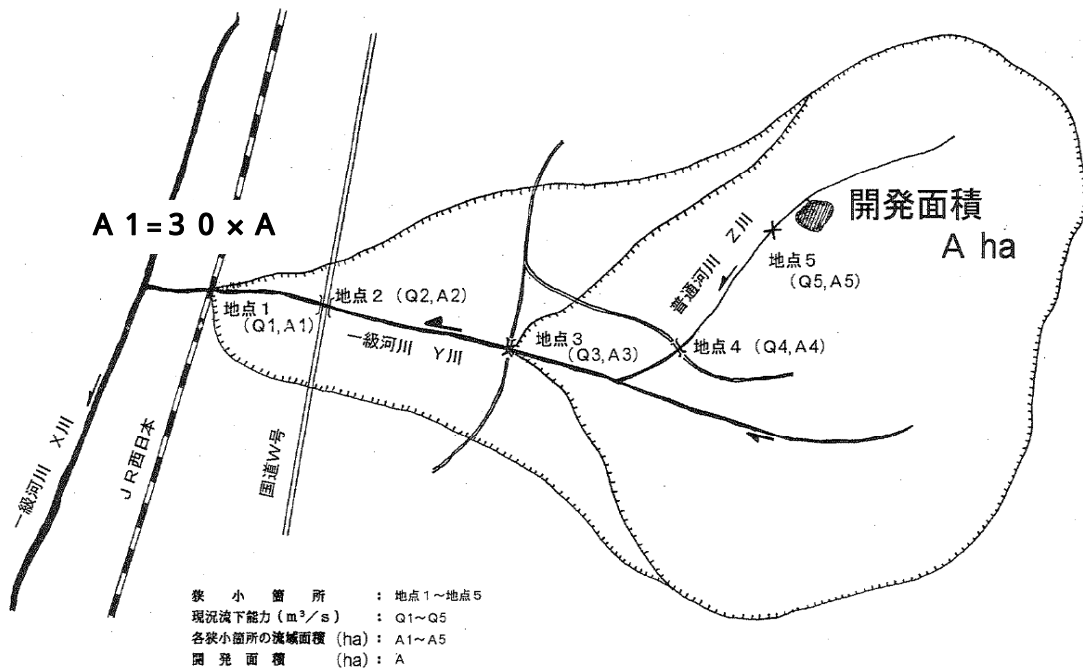 A1=30×A
開発面積
A ha
普通河川 Z川
地点5
(Q5,A5)
地点1
(Q1,A1)
地点2 (Q2,A2)
一級河川 Y川
地点3
(Q3,A3)
地点4 (Q4,A4)
一級河川 X川
JR西日本
国道W号
狭小箇所 : 地点1~地点5
現況流下能力(m³/s) : Q1~Q5
各狭小箇所の流域面積(ha) : A1~A5
開発面積 (ha) : A